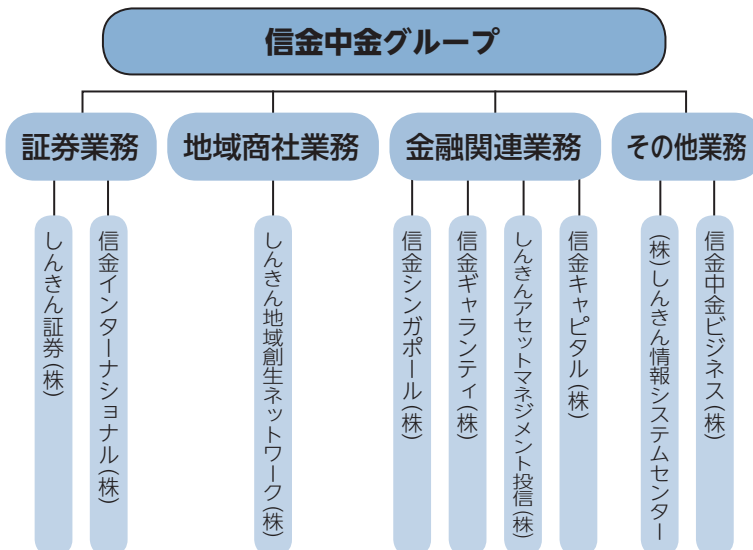 信金中金グループ
証券業務
地域商社業務
金融関連業務
その他業務
しんきん証券(株)
信金インターナショナル(株)
しんきん地域創生ネットワーク(株)
信金シンガポール(株)
信金ギャランティ(株)
しんきんアセットマネジメント投信(株)
信金キャピタル(株)
(株)しんきん情報システムセンター
信金中金ビジネス(株)